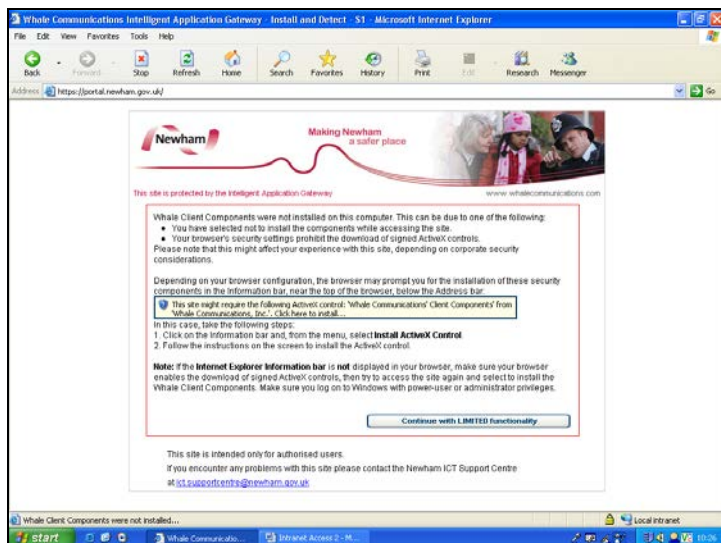 Whale Communications Intelligent Application Gateway - Install and Detect - S1 - Microsoft Internet Explorer
File Edit View Favorites Tools Help
Back Forward Stop Refresh Home Search Favorites History Print Edit Research Messenger
Address https://portal.newham.gov.uk/ Go
Newham
Making Newham
a safer place
This site is protected by the Intelligent Application Gateway
www.whalecommunications.com
Whale Client Components were not installed on this computer. This can be due to one of the following:
• You have selected not to install the components while accessing the site.
• Your browser's security settings prohibit the download of signed ActiveX controls.
Please note that this might affect your experience with this site, depending on corporate security
considerations.
Depending on your browser configuration, the browser may prompt you for the installation of these security
components in the Information bar, near the top of the browser, below the Address bar:
This site might require the following ActiveX control: 'Whale Communications' Client Components' from
'Whale Communications, Inc.'. Click here to install....
In this case, take the following steps:
1. Click on the Information bar and, from the menu, select Install ActiveX Control.
2. Follow the instructions on the screen to install the ActiveX control.
Note: If the Internet Explorer Information bar is not displayed in your browser, make sure your browser
enables the download of signed ActiveX controls, then try to access the site again and select to install the
Whale Client Components. Make sure you log on to Windows with power-user or administrator privileges.
Continue with LIMITED functionality
This site is intended only for authorised users.
If you encounter any problems with this site please contact the Newham ICT Support Centre
at ict.supportcentre@newham.gov.uk
Whale Client Components were not installed... Local intranet
start Whale Communicatio... Intranet Access 2 - M... 10:26